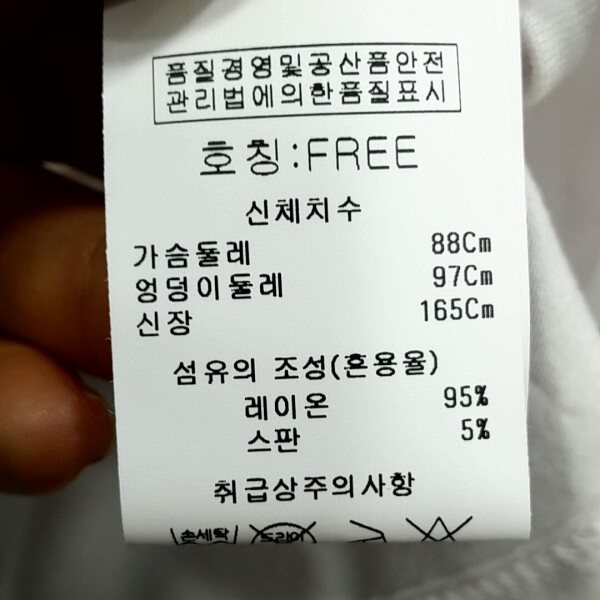 품질경영및공산품안전
관리법에의한품질표시
호칭:FREE
신체치수
가슴둘레 88Cm
엉덩이둘레 97Cm
신장 165Cm
섬유의 조성(혼용율)
레이온 95%
스판 5%
취급상주의사항
손세탁 드라이